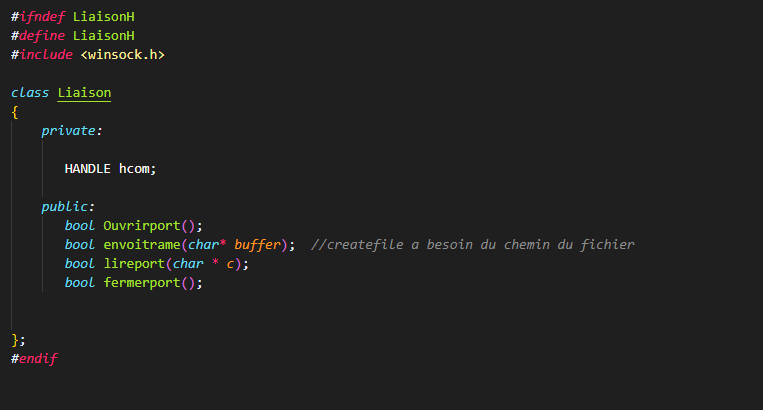 #ifndef LiaisonH
#define LiaisonH
#include <winsock.h>
class Liaison
{
private:
HANDLE hcom;
public:
bool Ouvrirport();
bool envoitrame(char* buffer);  //createfile a besoin du chemin du fichier
bool lireport(char * c);
bool fermerport();
};
#endif